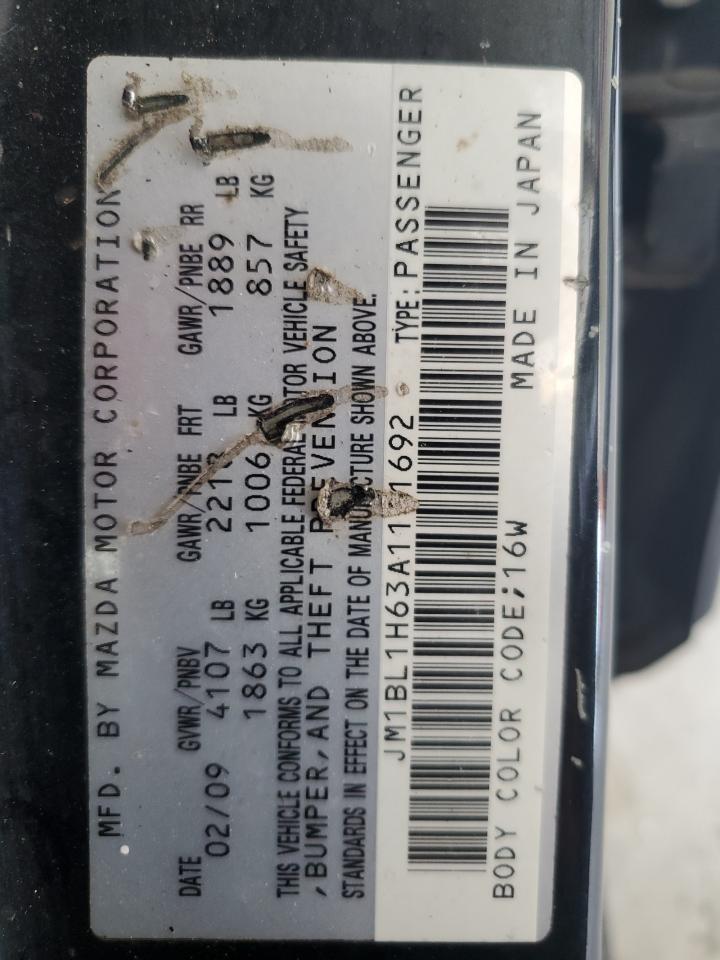 MFD. BY MAZDA MOTOR CORPORATION
DATE GVWR/PNBV GAWR/PNBE FRT GAWR/PNBE RR
02/09 4107 LB LB 1889 LB
1863 KG 1006 KG 857 KG
THIS VEHICLE CONFORMS TO ALL APPLICABLE FEDERAL MOTOR VEHICLE SAFETY
,BUMPER,AND THEFT PREVENTION
STANDARDS IN EFFECT ON THE DATE OF MANUFACTURE SHOWN ABOVE.
TYPE:PASSENGER
BODY COLOR CODE;16W MADE IN JAPAN